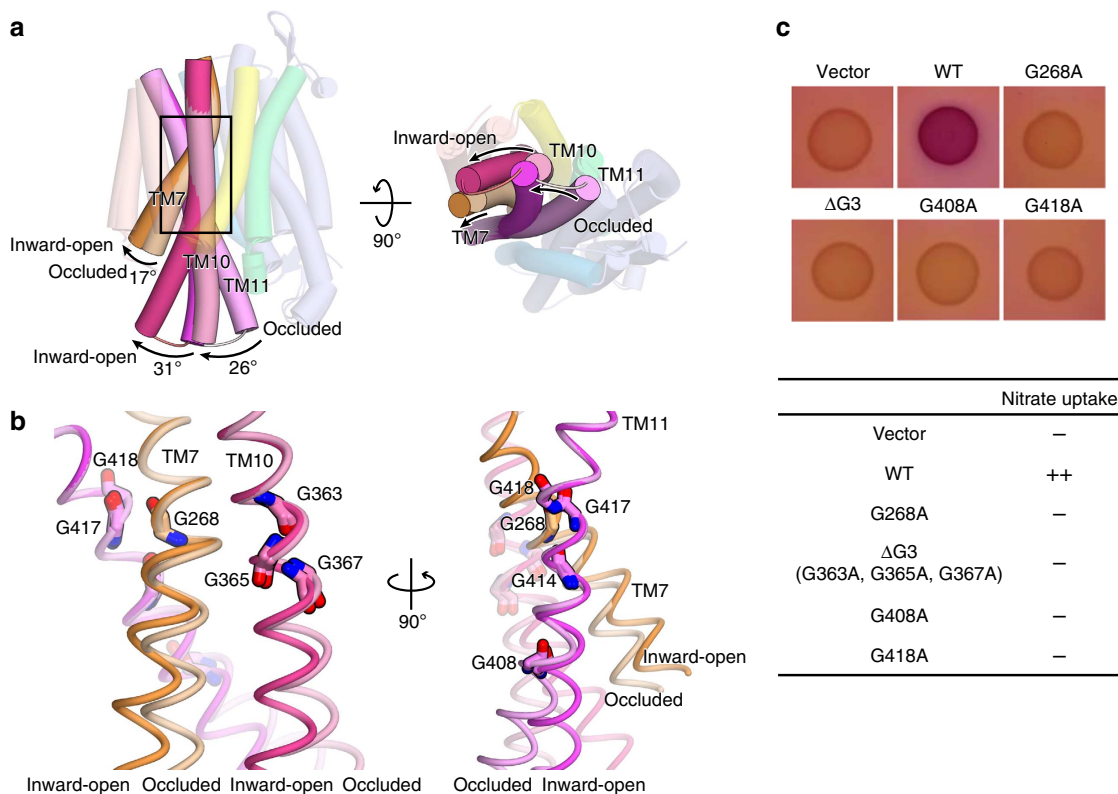 a
Inward-open
Occluded
17°
TM7
TM10
TM11
Occluded
Inward-open
31°
26°
90°
Inward-open
TM10
TM11
TM7
Occluded
b
G418
TM7
TM10
G363
G417
G268
G365
G367
Inward-open Occluded Inward-open Occluded
90°
TM11
G418
G417
G268
G414
TM7
G408
Inward-open
Occluded
Occluded Inward-open
c
Vector WT G268A
ΔG3 G408A G418A
Nitrate uptake
Vector –
WT ++
G268A –
ΔG3
(G363A, G365A, G367A) –
G408A –
G418A –